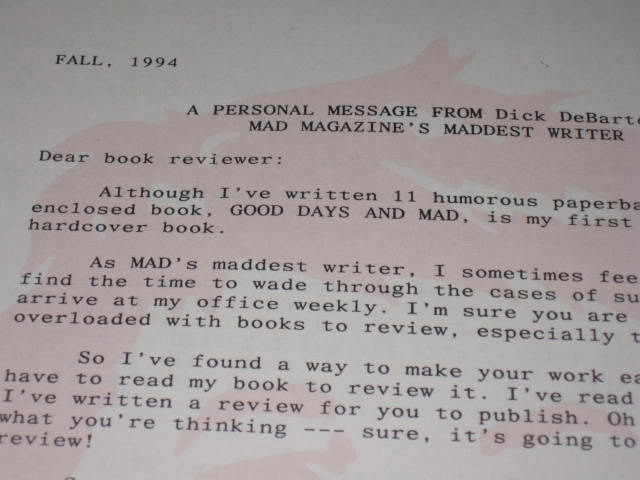 FALL, 1994
A PERSONAL MESSAGE FROM Dick DeBart
MAD MAGAZINE'S MADDEST WRITER
Dear book reviewer:
Although I've written 11 humorous paperba
enclosed book, GOOD DAYS AND MAD, is my first
hardcover book.
As MAD's maddest writer, I sometimes fee
find the time to wade through the cases of su
arrive at my office weekly. I'm sure you are
overloaded with books to review, especially t
So I've found a way to make your work ea
have to read my book to review it. I've read
I've written a review for you to publish. Oh
what you're thinking --- sure, it's going to
review!